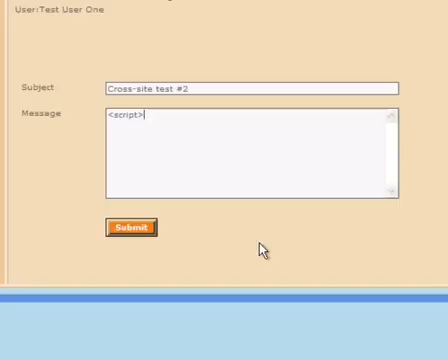 User:Test User One
Subject
Cross-site test #2
Message
<script>
Submit